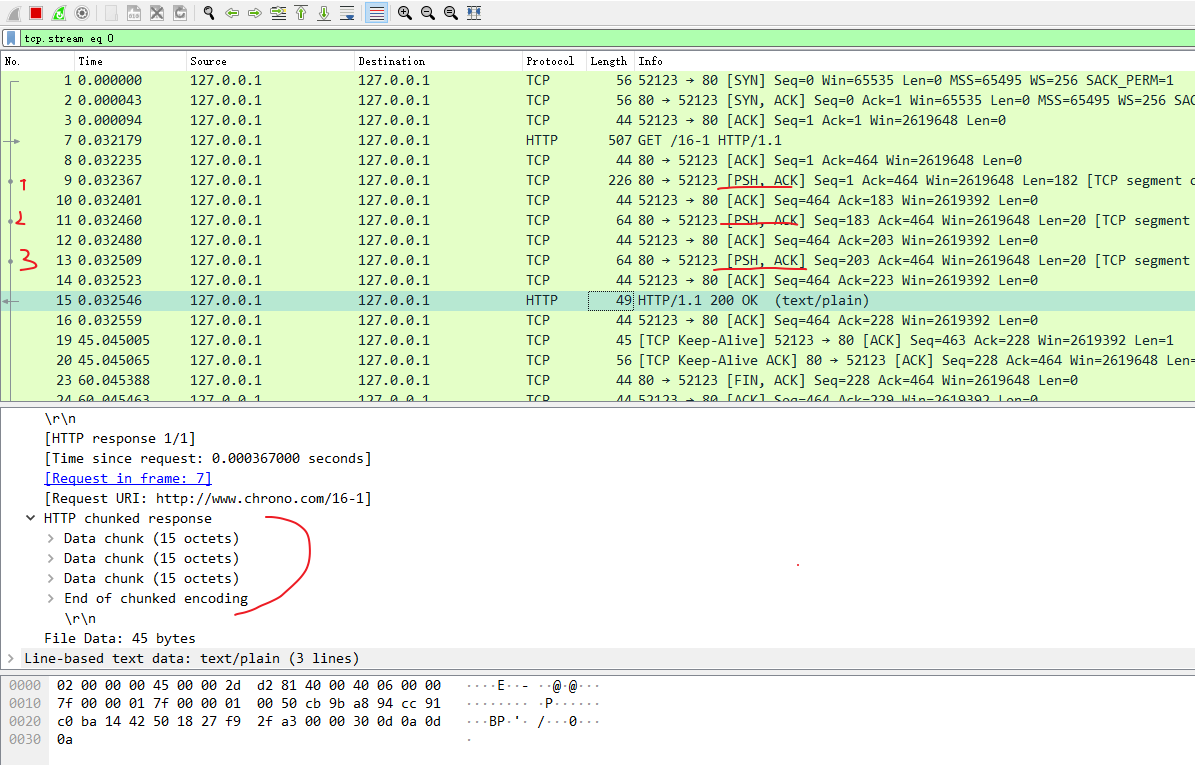 tcp.stream eq 0
No. Time Source Destination Protocol Length Info
1 0.000000 127.0.0.1 127.0.0.1 TCP 56 52123 → 80 [SYN] Seq=0 Win=65535 Len=0 MSS=65495 WS=256 SACK_PERM=1
2 0.000043 127.0.0.1 127.0.0.1 TCP 56 80 → 52123 [SYN, ACK] Seq=0 Ack=1 Win=65535 Len=0 MSS=65495 WS=256 SAC
3 0.000094 127.0.0.1 127.0.0.1 TCP 44 52123 → 80 [ACK] Seq=1 Ack=1 Win=2619648 Len=0
7 0.032179 127.0.0.1 127.0.0.1 HTTP 507 GET /16-1 HTTP/1.1
8 0.032235 127.0.0.1 127.0.0.1 TCP 44 80 → 52123 [ACK] Seq=1 Ack=464 Win=2619648 Len=0
1 9 0.032367 127.0.0.1 127.0.0.1 TCP 226 80 → 52123 [PSH, ACK] Seq=1 Ack=464 Win=2619648 Len=182 [TCP segment o
10 0.032401 127.0.0.1 127.0.0.1 TCP 44 52123 → 80 [ACK] Seq=464 Ack=183 Win=2619392 Len=0
2 11 0.032460 127.0.0.1 127.0.0.1 TCP 64 80 → 52123 [PSH, ACK] Seq=183 Ack=464 Win=2619648 Len=20 [TCP segment
12 0.032480 127.0.0.1 127.0.0.1 TCP 44 52123 → 80 [ACK] Seq=464 Ack=203 Win=2619392 Len=0
3 13 0.032509 127.0.0.1 127.0.0.1 TCP 64 80 → 52123 [PSH, ACK] Seq=203 Ack=464 Win=2619648 Len=20 [TCP segment
14 0.032523 127.0.0.1 127.0.0.1 TCP 44 52123 → 80 [ACK] Seq=464 Ack=223 Win=2619392 Len=0
15 0.032546 127.0.0.1 127.0.0.1 HTTP 49 HTTP/1.1 200 OK (text/plain)
16 0.032559 127.0.0.1 127.0.0.1 TCP 44 52123 → 80 [ACK] Seq=464 Ack=228 Win=2619392 Len=0
19 45.045005 127.0.0.1 127.0.0.1 TCP 45 [TCP Keep-Alive] 52123 → 80 [ACK] Seq=463 Ack=228 Win=2619392 Len=1
20 45.045065 127.0.0.1 127.0.0.1 TCP 56 [TCP Keep-Alive ACK] 80 → 52123 [ACK] Seq=228 Ack=464 Win=2619648 Len=
23 60.045388 127.0.0.1 127.0.0.1 TCP 44 80 → 52123 [FIN, ACK] Seq=228 Ack=464 Win=2619648 Len=0
24 60.045463 127.0.0.1 127.0.0.1 TCP 44 52123 → 80 [ACK] Seq=464 Ack=229 Win=2619392 Len=0
\r\n
[HTTP response 1/1]
[Time since request: 0.000367000 seconds]
[Request in frame: 7]
[Request URI: http://www.chrono.com/16-1]
HTTP chunked response
Data chunk (15 octets)
Data chunk (15 octets)
Data chunk (15 octets)
End of chunked encoding
\r\n
File Data: 45 bytes
Line-based text data: text/plain (3 lines)
0000 02 00 00 00 45 00 00 2d d2 81 40 00 40 06 00 00 ····E··- ··@·@···
0010 7f 00 00 01 7f 00 00 01 00 50 cb 9b a8 94 cc 91 ········ ·P······
0020 c0 ba 14 42 50 18 27 f9 2f a3 00 00 30 0d 0a 0d ···BP·'· /···0···
0030 0a ·